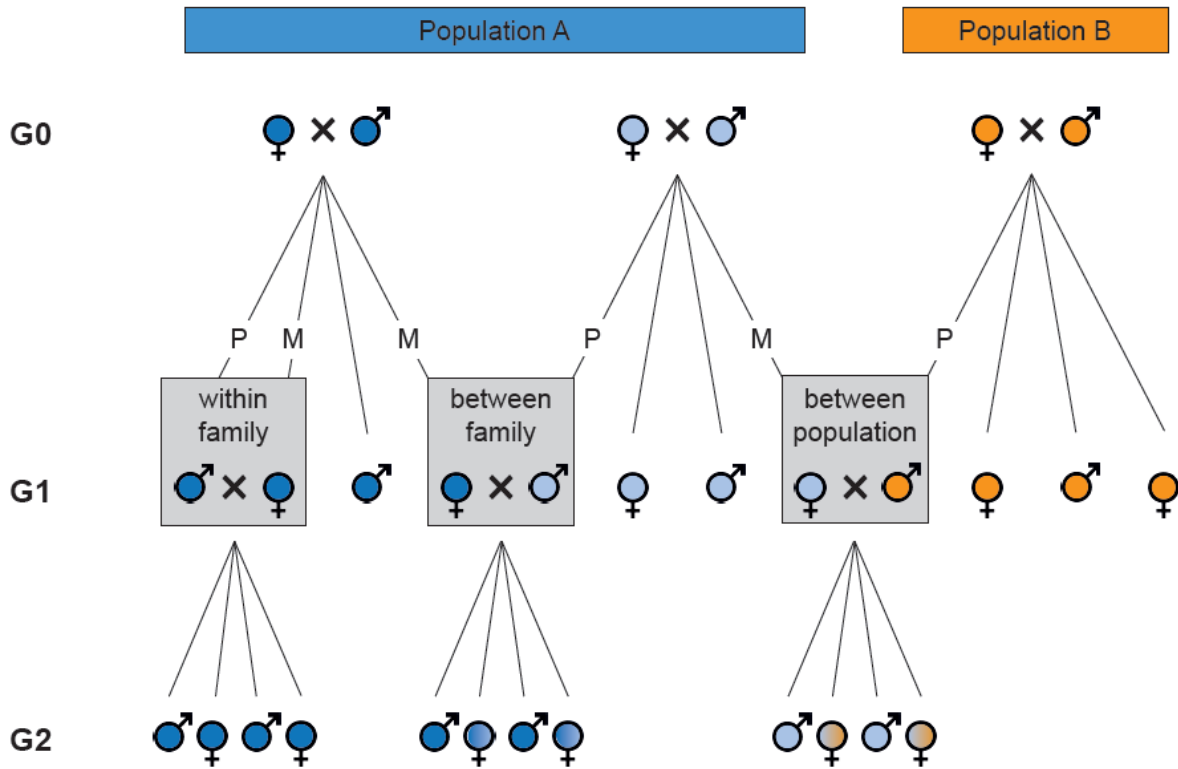 Population A
Population B
G0
P
M
M
P
M
P
within
family
between
family
between
population
G1
G2